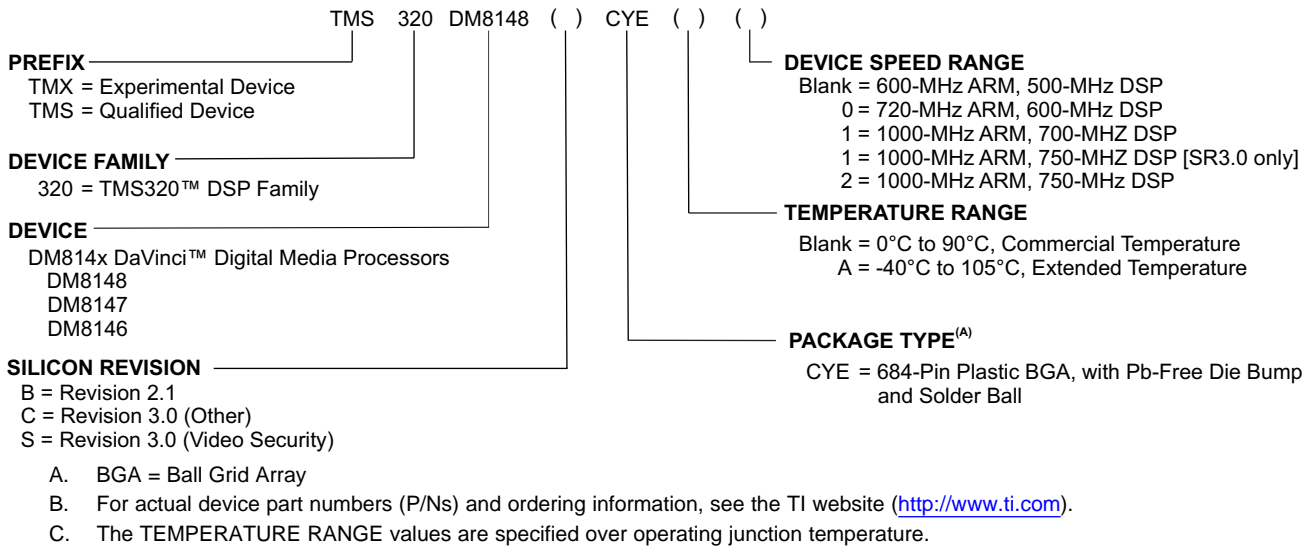 TMS 320 DM8148 ( ) CYE ( ) ( )
PREFIX
TMX = Experimental Device
TMS = Qualified Device
DEVICE FAMILY
320 = TMS320™ DSP Family
DEVICE
DM814x DaVinci™ Digital Media Processors
DM8148
DM8147
DM8146
SILICON REVISION
B = Revision 2.1
C = Revision 3.0 (Other)
S = Revision 3.0 (Video Security)
DEVICE SPEED RANGE
Blank = 600-MHz ARM, 500-MHz DSP
0 = 720-MHz ARM, 600-MHz DSP
1 = 1000-MHz ARM, 700-MHZ DSP
1 = 1000-MHz ARM, 750-MHZ DSP [SR3.0 only]
2 = 1000-MHz ARM, 750-MHz DSP
TEMPERATURE RANGE
Blank = 0°C to 90°C, Commercial Temperature
A = -40°C to 105°C, Extended Temperature
PACKAGE TYPE(A)
CYE = 684-Pin Plastic BGA, with Pb-Free Die Bump
and Solder Ball
A. BGA = Ball Grid Array
B. For actual device part numbers (P/Ns) and ordering information, see the TI website (http://www.ti.com).
C. The TEMPERATURE RANGE values are specified over operating junction temperature.